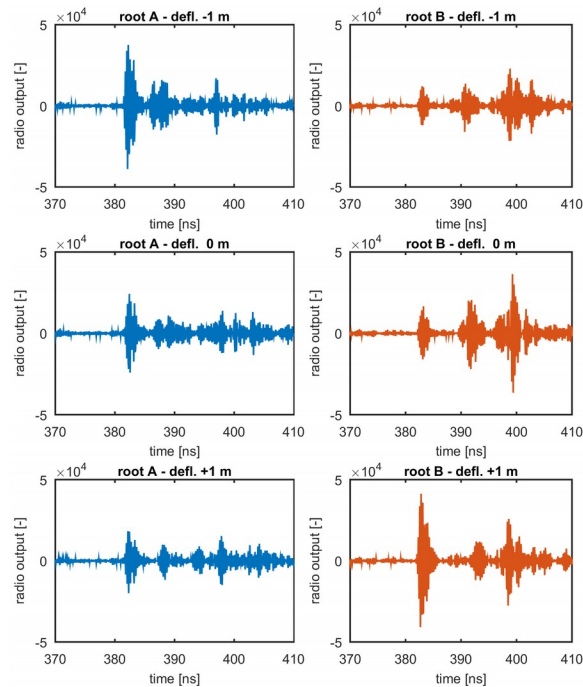 ×10⁴ root A - defl. -1 m
5
0
-5
radio output [-]
370 380 390 400 410
time [ns]
×10⁴ root B - defl. -1 m
5
0
-5
radio output [-]
370 380 390 400 410
time [ns]
×10⁴ root A - defl. 0 m
5
0
-5
radio output [-]
370 380 390 400 410
time [ns]
×10⁴ root B - defl. 0 m
5
0
-5
radio output [-]
370 380 390 400 410
time [ns]
×10⁴ root A - defl. +1 m
5
0
-5
radio output [-]
370 380 390 400 410
time [ns]
×10⁴ root B - defl. +1 m
5
0
-5
radio output [-]
370 380 390 400 410
time [ns]